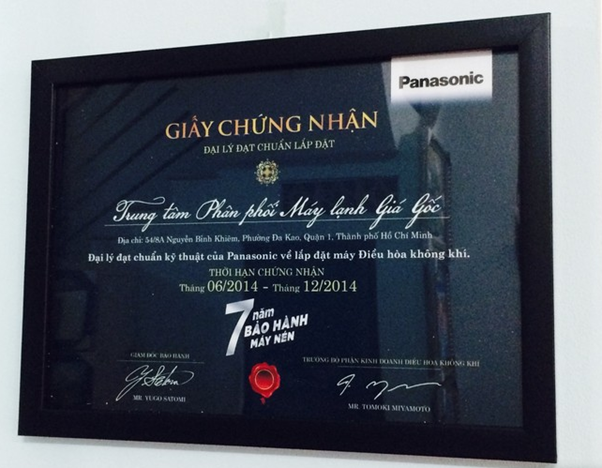 Panasonic
GIẤY CHỨNG NHẬN
ĐẠI LÝ ĐẠT CHUẨN LẮP ĐẶT
Trung tâm Phân phối Máy lạnh Giá Gốc
Địa chỉ: 54/8A Nguyễn Bỉnh Khiêm, Phường Đa Kao, Quận 1, Thành phố Hồ Chí Minh
Đại lý đạt chuẩn kỹ thuật của Panasonic về lắp đặt máy Điều hòa không khí.
THỜI HẠN CHỨNG NHẬN
Tháng 06/2014 - Tháng 12/2014
7 năm
BẢO HÀNH
MÁY NÉN
GIÁM ĐỐC BẢO HÀNH
TRƯỞNG BỘ PHẬN KINH DOANH ĐIỀU HOÀ KHÔNG KHÍ
MR. YUGO SATOMI
MR. TOMOKI MIYAMOTO